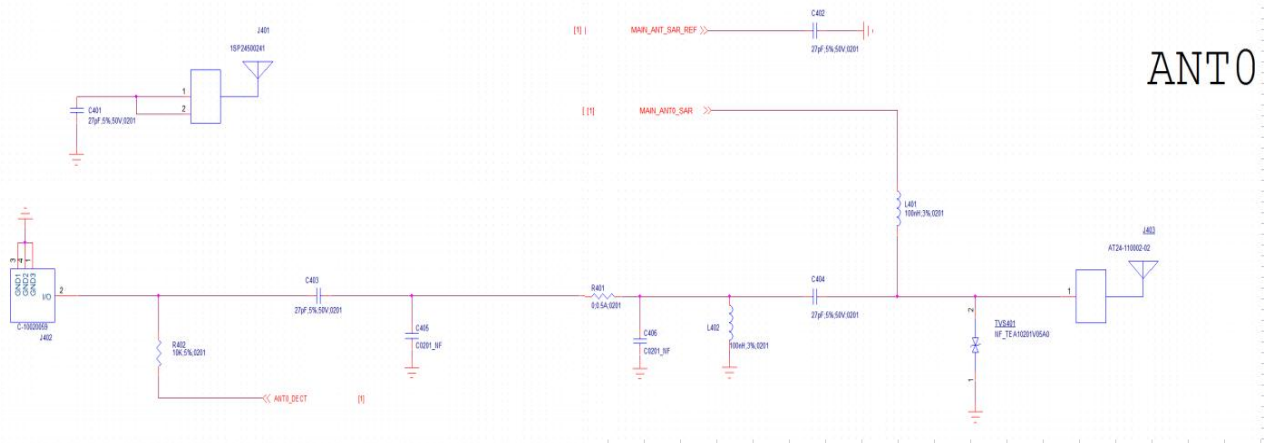 C402
[1]
MAIN_ANT_SAR_REF
27pF,5%,50V,0201
J401
1SP24500241
ANT0
1
2
C401
27pF,5%,50V,0201
[1]
MAIN_ANT0_SAR
L401
100nH,3%,0201
J403
AT24-110002-02
3
4
1
GND1
GND2
GND3
I/O
2
C-10020059
J402
C403
27pF,5%,50V,0201
R401
0;0.5A,0201
C404
27pF,5%,50V,0201
1
C405
C0201_NF
C406
C0201_NF
L402
100nH,3%,0201
2
TVS401
NF_TEA10201V05A0
1
R402
10K,5%,0201
ANT0_DECT
[1]